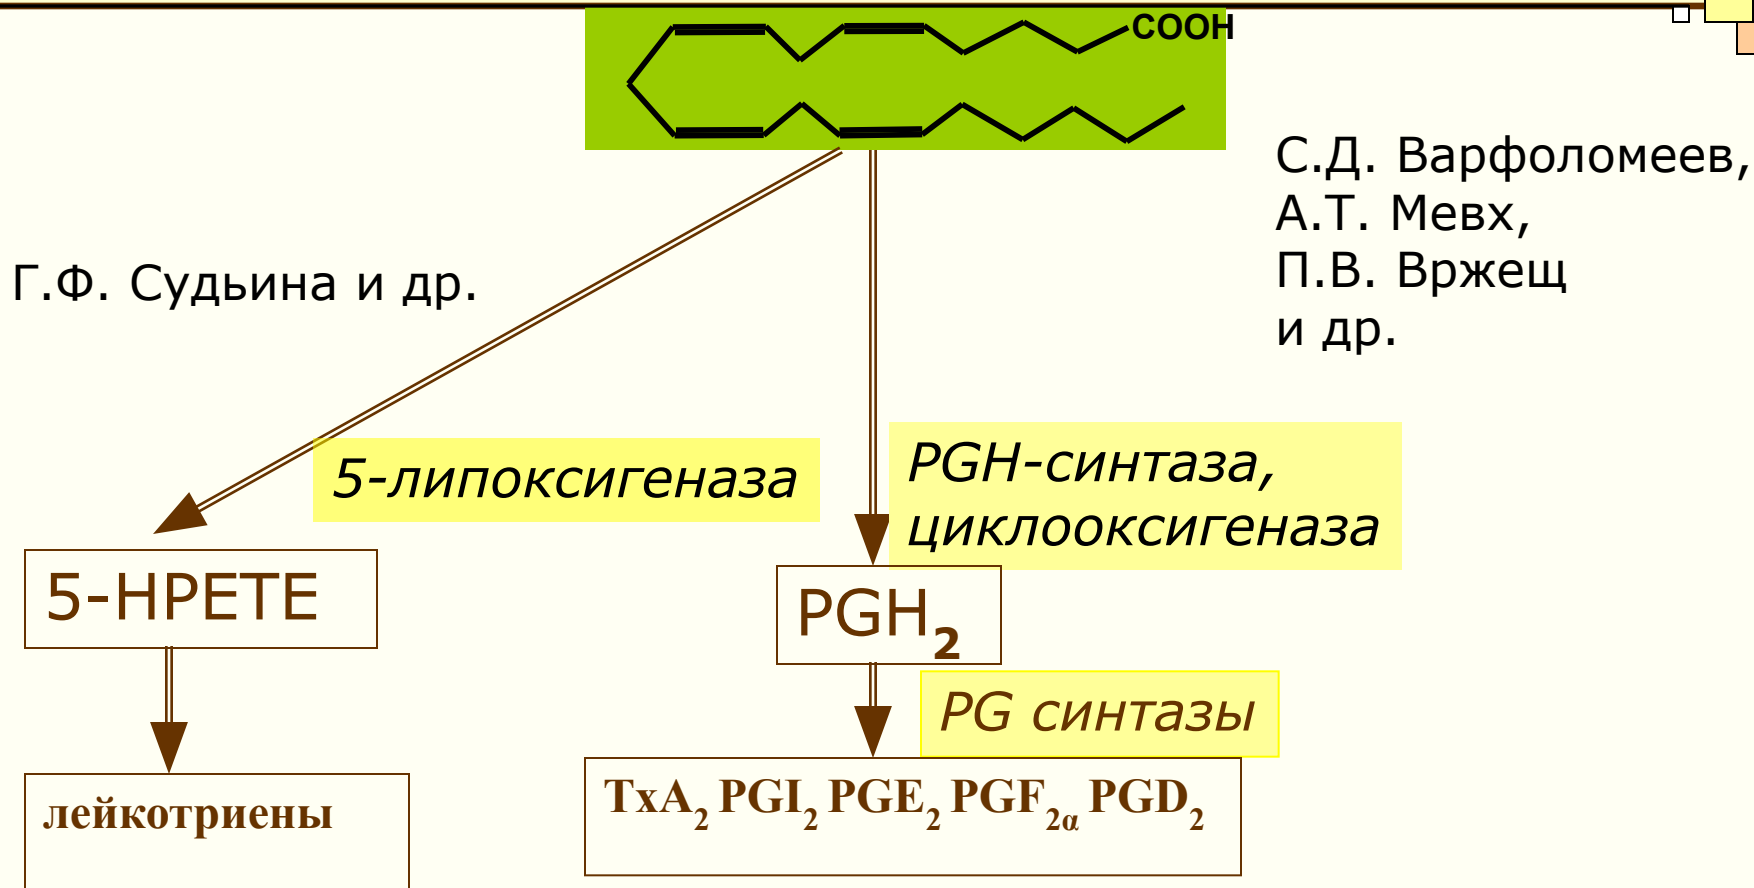 COOH
С.Д. Варфоломеев,
А.Т. Мевх,
П.В. Вржещ
и др.
Г.Ф. Судьина и др.
5-липоксигеназа
PGH-синтаза,
циклооксигеназа
5-HPETE
PGH₂
PG синтазы
лейкотриены
TxA₂ PGI₂ PGE₂ PGF₂α PGD₂